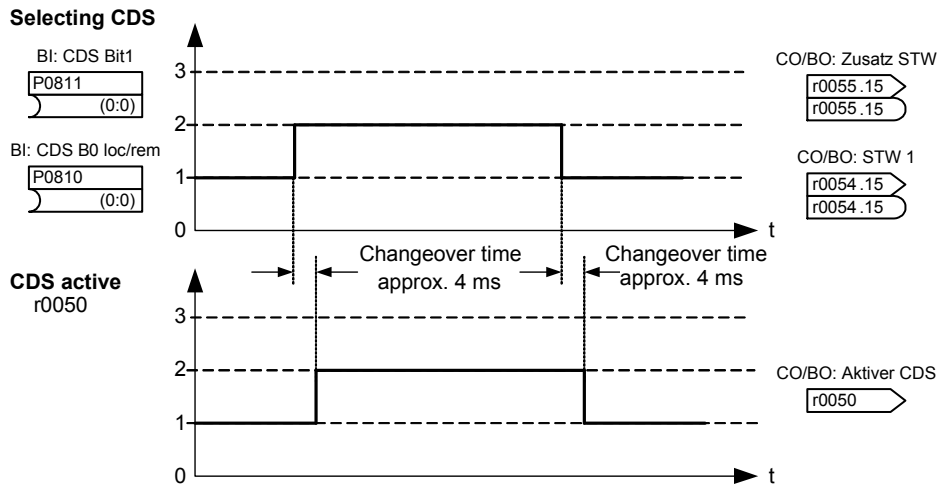 Selecting CDS
BI: CDS Bit1
P0811
(0:0)
BI: CDS B0 loc/rem
P0810
(0:0)
3
2
1
0
t
CO/BO: Zusatz STW
r0055 .15
r0055 .15
CO/BO: STW 1
r0054 .15
r0054 .15
Changeover time
approx. 4 ms
Changeover time
approx. 4 ms
CDS active
r0050
3
2
1
0
t
CO/BO: Aktiver CDS
r0050